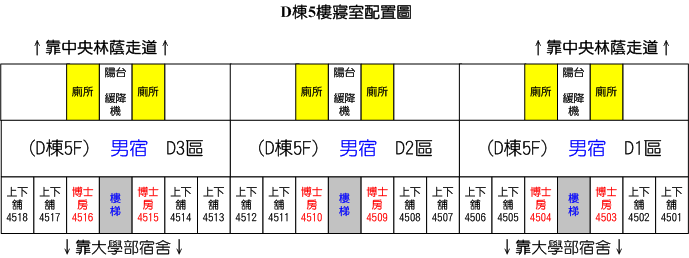 D棟5樓寢室配置圖
↑靠中央林蔭走道↑
↑靠中央林蔭走道↑
廁所
陽台
緩降
機
廁所
廁所
陽台
緩降
機
廁所
廁所
陽台
緩降
機
廁所
(D棟5F) 男宿 D3區
(D棟5F) 男宿 D2區
(D棟5F) 男宿 D1區
上下
舖
4518
上下
舖
4517
博士
房
4516
樓
梯
博士
房
4515
上下
舖
4514
上下
舖
4513
上下
舖
4512
上下
舖
4511
博士
房
4510
樓
梯
博士
房
4509
上下
舖
4508
上下
舖
4507
上下
舖
4506
上下
舖
4505
博士
房
4504
樓
梯
博士
房
4503
上下
舖
4502
上下
舖
4501
↓靠大學部宿舍↓
↓靠大學部宿舍↓